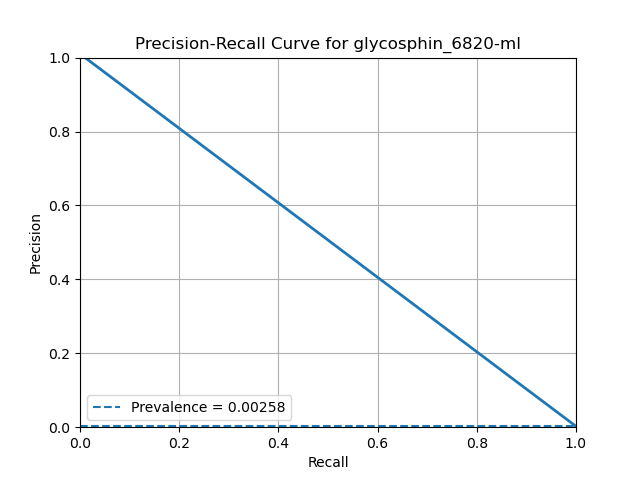 Precision-Recall Curve for glycosphin_6820-ml
1.0
0.8
0.6
0.4
0.2
0.0
Precision
Prevalence = 0.00258
0.0 0.2 0.4 0.6 0.8 1.0
Recall